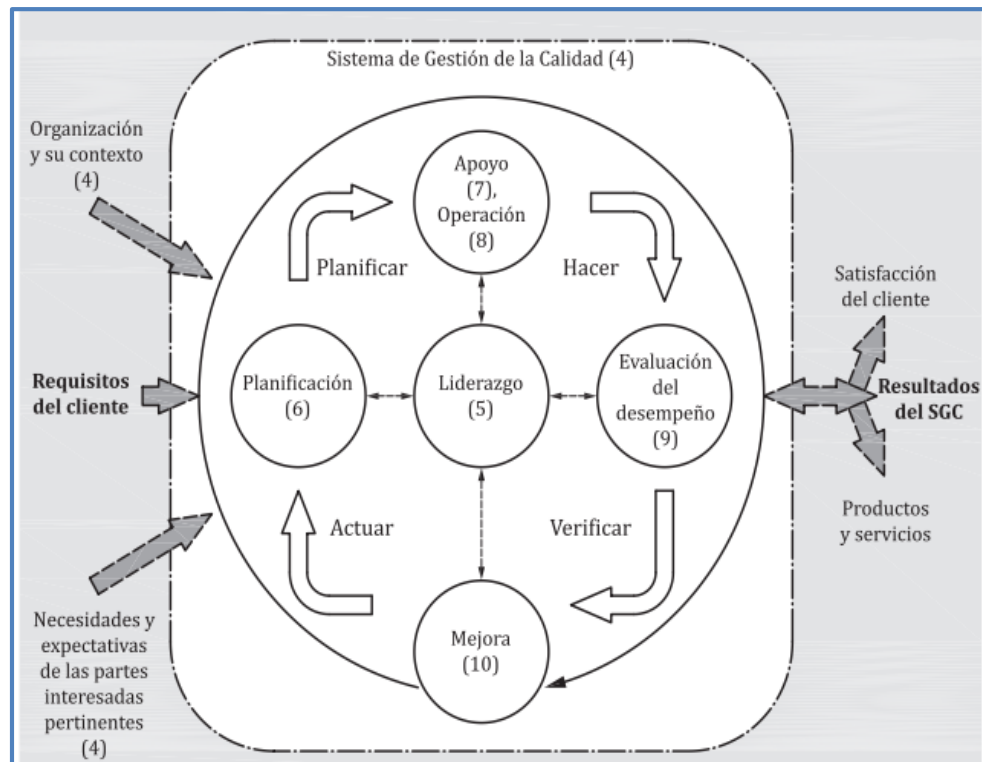 Sistema de Gestión de la Calidad (4)
Organización
y su contexto
(4)
Apoyo
(7),
Operación
(8)
Planificar
Hacer
Satisfacción
del cliente
Requisitos
del cliente
Planificación
(6)
Liderazgo
(5)
Evaluación
del
desempeño
(9)
Resultados
del SGC
Actuar
Verificar
Productos
y servicios
Necesidades y
expectativas
de las partes
interesadas
pertinentes
(4)
Mejora
(10)